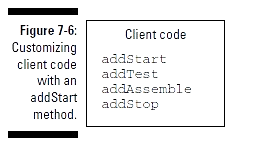 Figure 7-6:
Customizing
client code
with an
addStart
method.
Client code
addStart
addTest
addAssemble
addStop